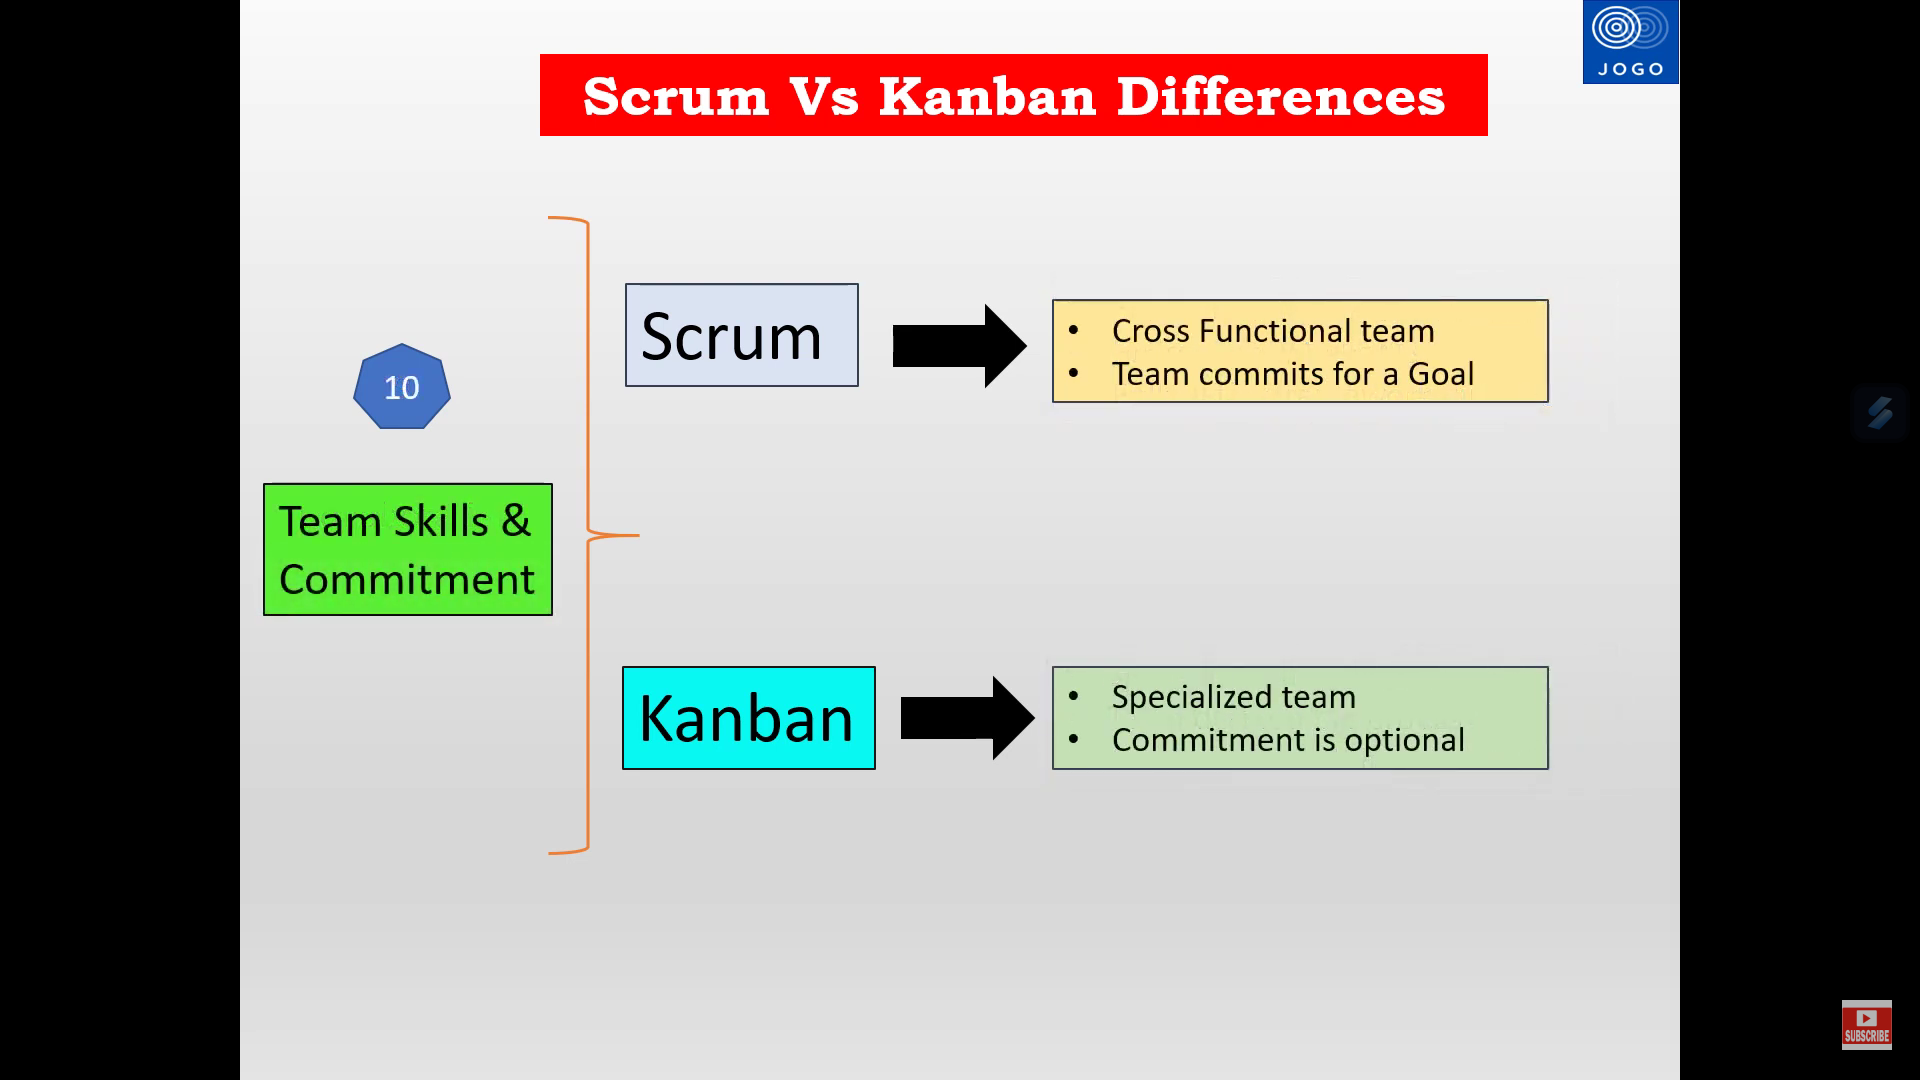 JOGO
Scrum Vs Kanban Differences
10
Team Skills &
Commitment
Scrum
• Cross Functional team
• Team commits for a Goal
Kanban
• Specialized team
• Commitment is optional
SUBSCRIBE